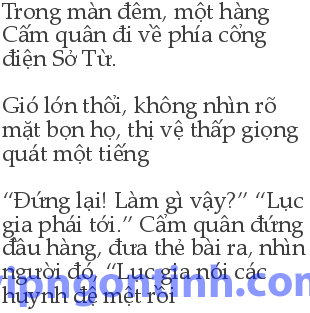 Trong màn đêm, một hàng
Cấm quân đi về phía cổng
điện Sở Từ.
Gió lớn thổi, không nhìn rõ
mặt bọn họ, thị vệ thấp giọng
quát một tiếng
“Đứng lại! Làm gì vậy?” “Lục
gia phái tới.” Cấm quân đứng
đầu hàng, đưa thẻ bài ra, nhìn
người đó, “Lục gia nói các
huynh đệ mệt rồi
vipngontinh.com